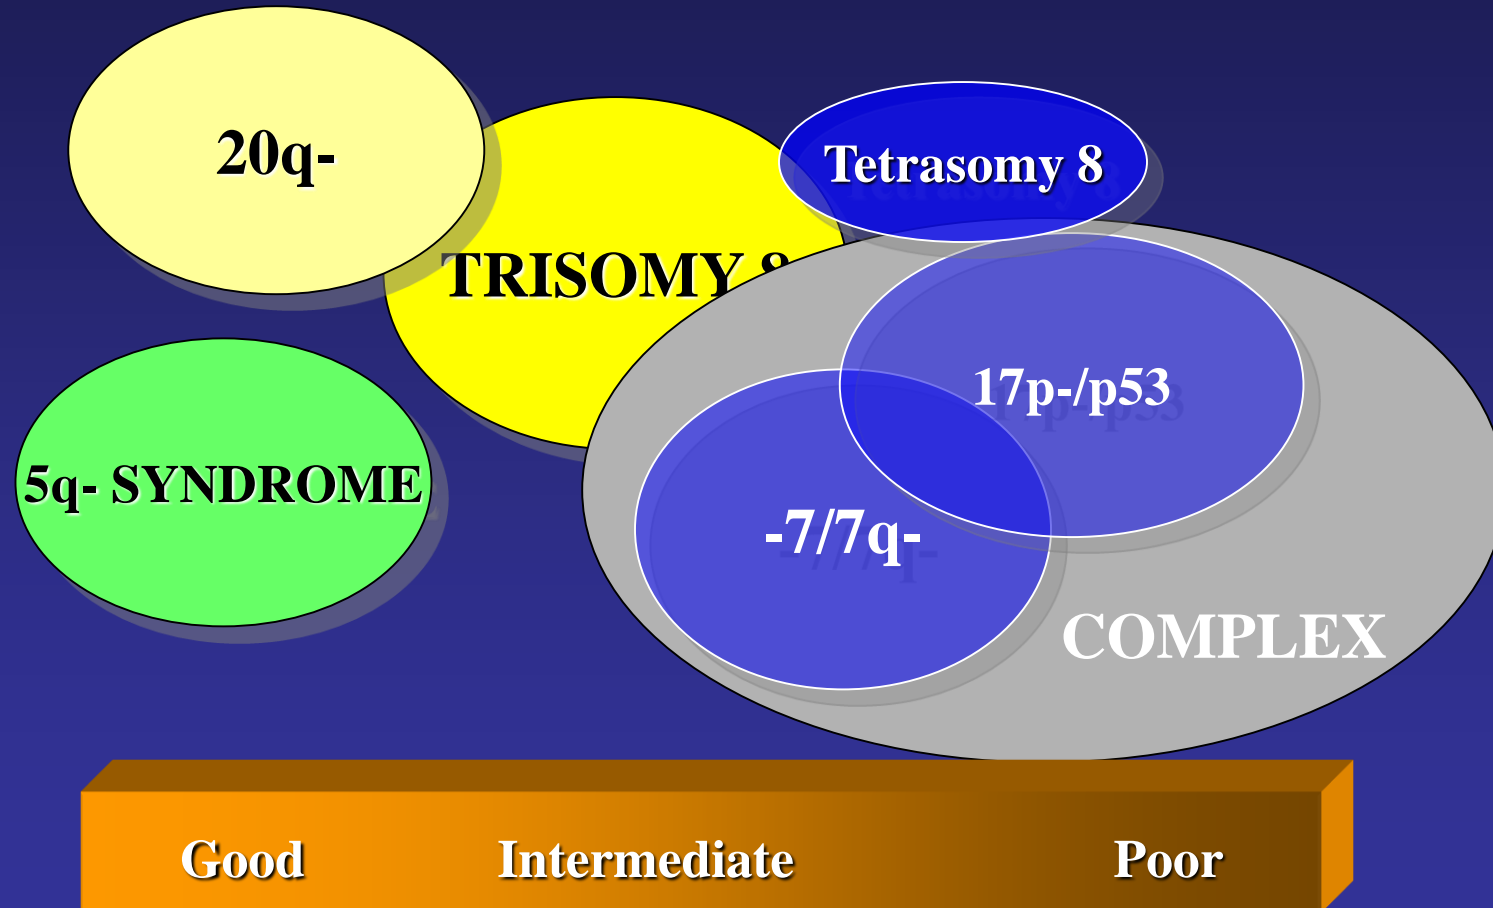 20q-
Tetrasomy 8
TRISOMY 8
17p-/p53
5q- SYNDROME
-7/7q-
COMPLEX
Good Intermediate Poor